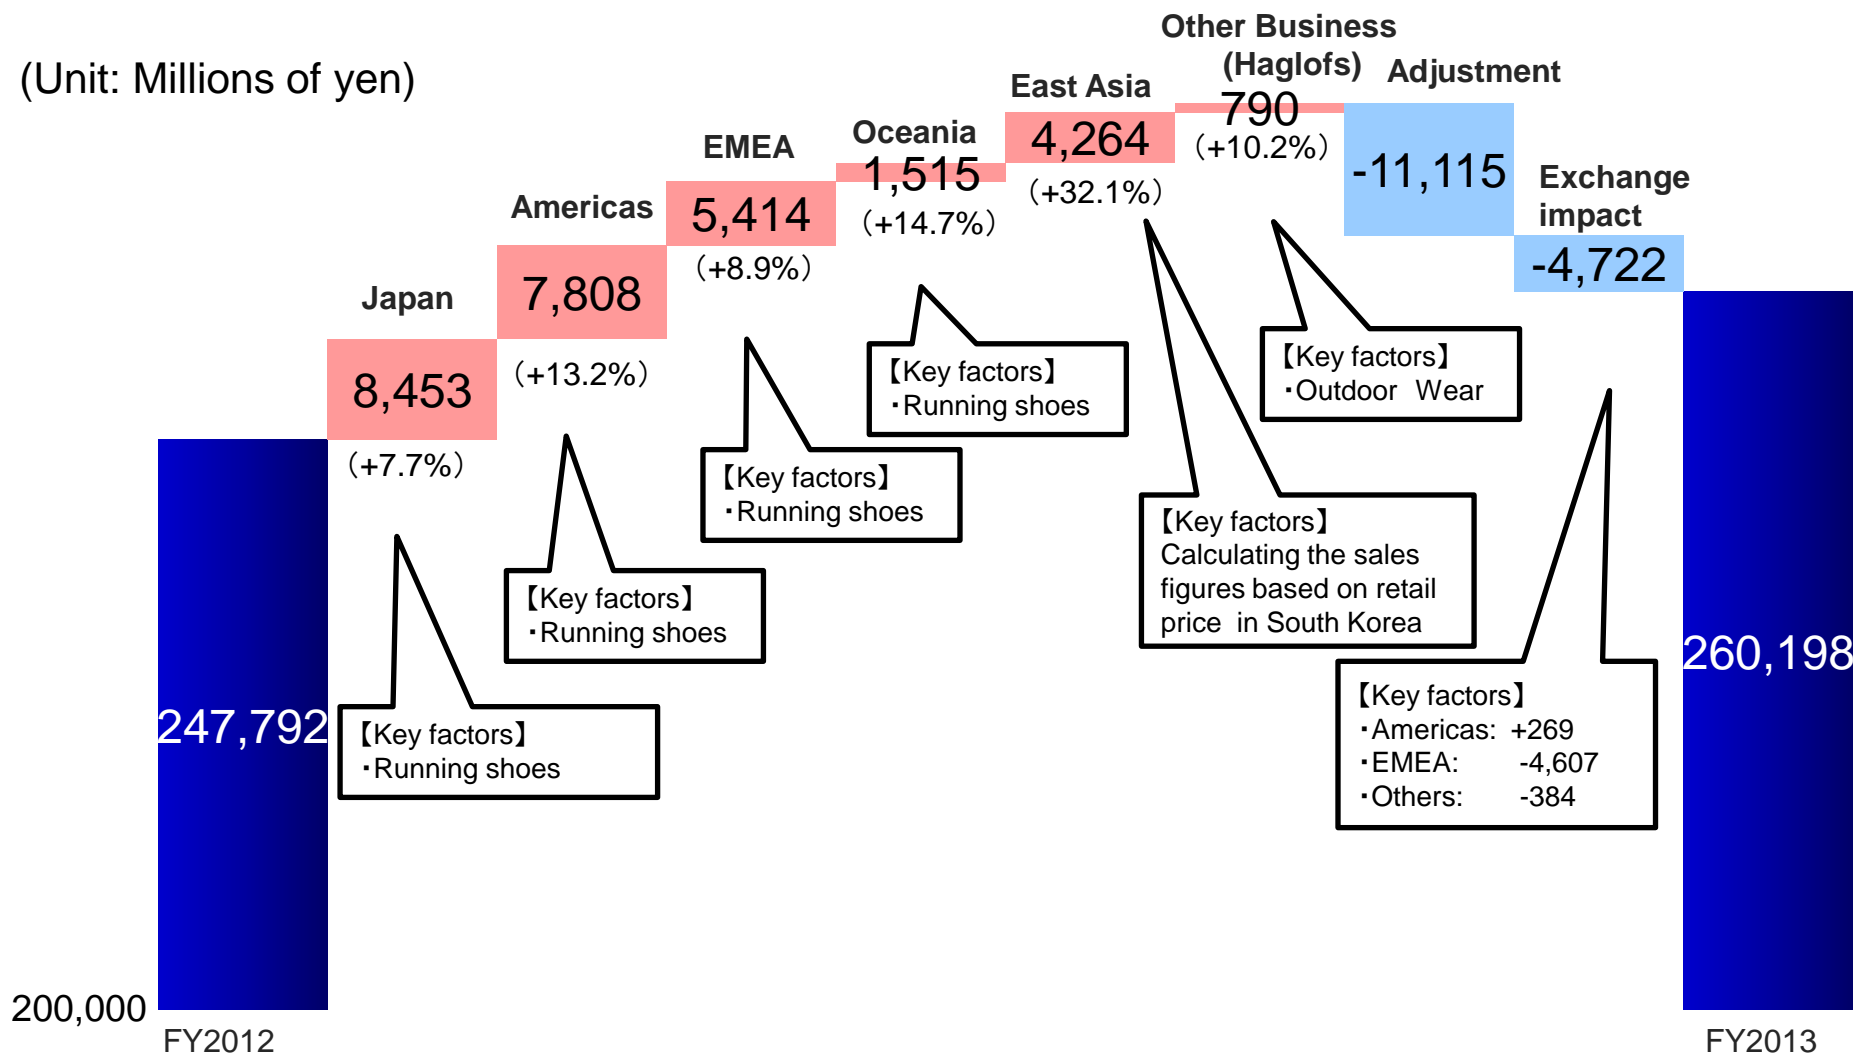 (Unit: Millions of yen)
Other Business
(Haglofs)
790
(+10.2%)
Adjustment
-11,115
East Asia
4,264
(+32.1%)
Oceania
1,515
(+14.7%)
EMEA
5,414
(+8.9%)
Exchange
impact
-4,722
Americas
7,808
(+13.2%)
Japan
8,453
(+7.7%)
【Key factors】
・Outdoor Wear
【Key factors】
・Running shoes
【Key factors】
・Running shoes
【Key factors】
Calculating the sales
figures based on retail
price in South Korea
【Key factors】
・Running shoes
【Key factors】
・Running shoes
【Key factors】
・Americas: +269
・EMEA: -4,607
・Others: -384
247,792
260,198
200,000
FY2012
FY2013